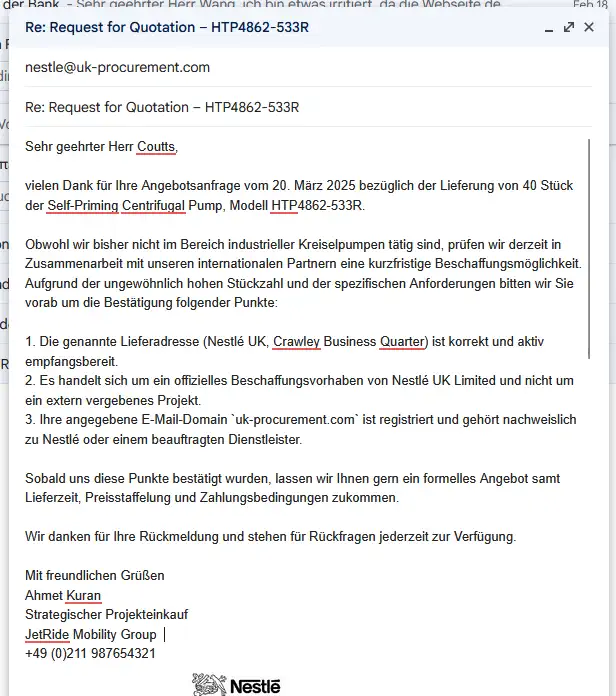 der Bank. - Sehr geehrter Herr Wang, ich bin etwas irritiert, da die Webseite de
Feb 18
Re: Request for Quotation – HTP4862-533R
nestle@uk-procurement.com
Re: Request for Quotation – HTP4862-533R
Sehr geehrter Herr Coutts,
vielen Dank für Ihre Angebotsanfrage vom 20. März 2025 bezüglich der Lieferung von 40 Stück
der Self-Priming Centrifugal Pump, Modell HTP4862-533R.
Obwohl wir bisher nicht im Bereich industrieller Kreiselpumpen tätig sind, prüfen wir derzeit in
Zusammenarbeit mit unseren internationalen Partnern eine kurzfristige Beschaffungsmöglichkeit.
Aufgrund der ungewöhnlich hohen Stückzahl und der spezifischen Anforderungen bitten wir Sie
vorab um die Bestätigung folgender Punkte:
1. Die genannte Lieferadresse (Nestlé UK, Crawley Business Quarter) ist korrekt und aktiv
empfangsbereit.
2. Es handelt sich um ein offizielles Beschaffungsvorhaben von Nestlé UK Limited und nicht um
ein extern vergebenes Projekt.
3. Ihre angegebene E-Mail-Domain `uk-procurement.com` ist registriert und gehört nachweislich
zu Nestlé oder einem beauftragten Dienstleister.
Sobald uns diese Punkte bestätigt wurden, lassen wir Ihnen gern ein formelles Angebot samt
Lieferzeit, Preisstaffelung und Zahlungsbedingungen zukommen.
Wir danken für Ihre Rückmeldung und stehen für Rückfragen jederzeit zur Verfügung.
Mit freundlichen Grüßen
Ahmet Kuran
Strategischer Projekteinkauf
JetRide Mobility Group
+49 (0)211 987654321
Nestlé